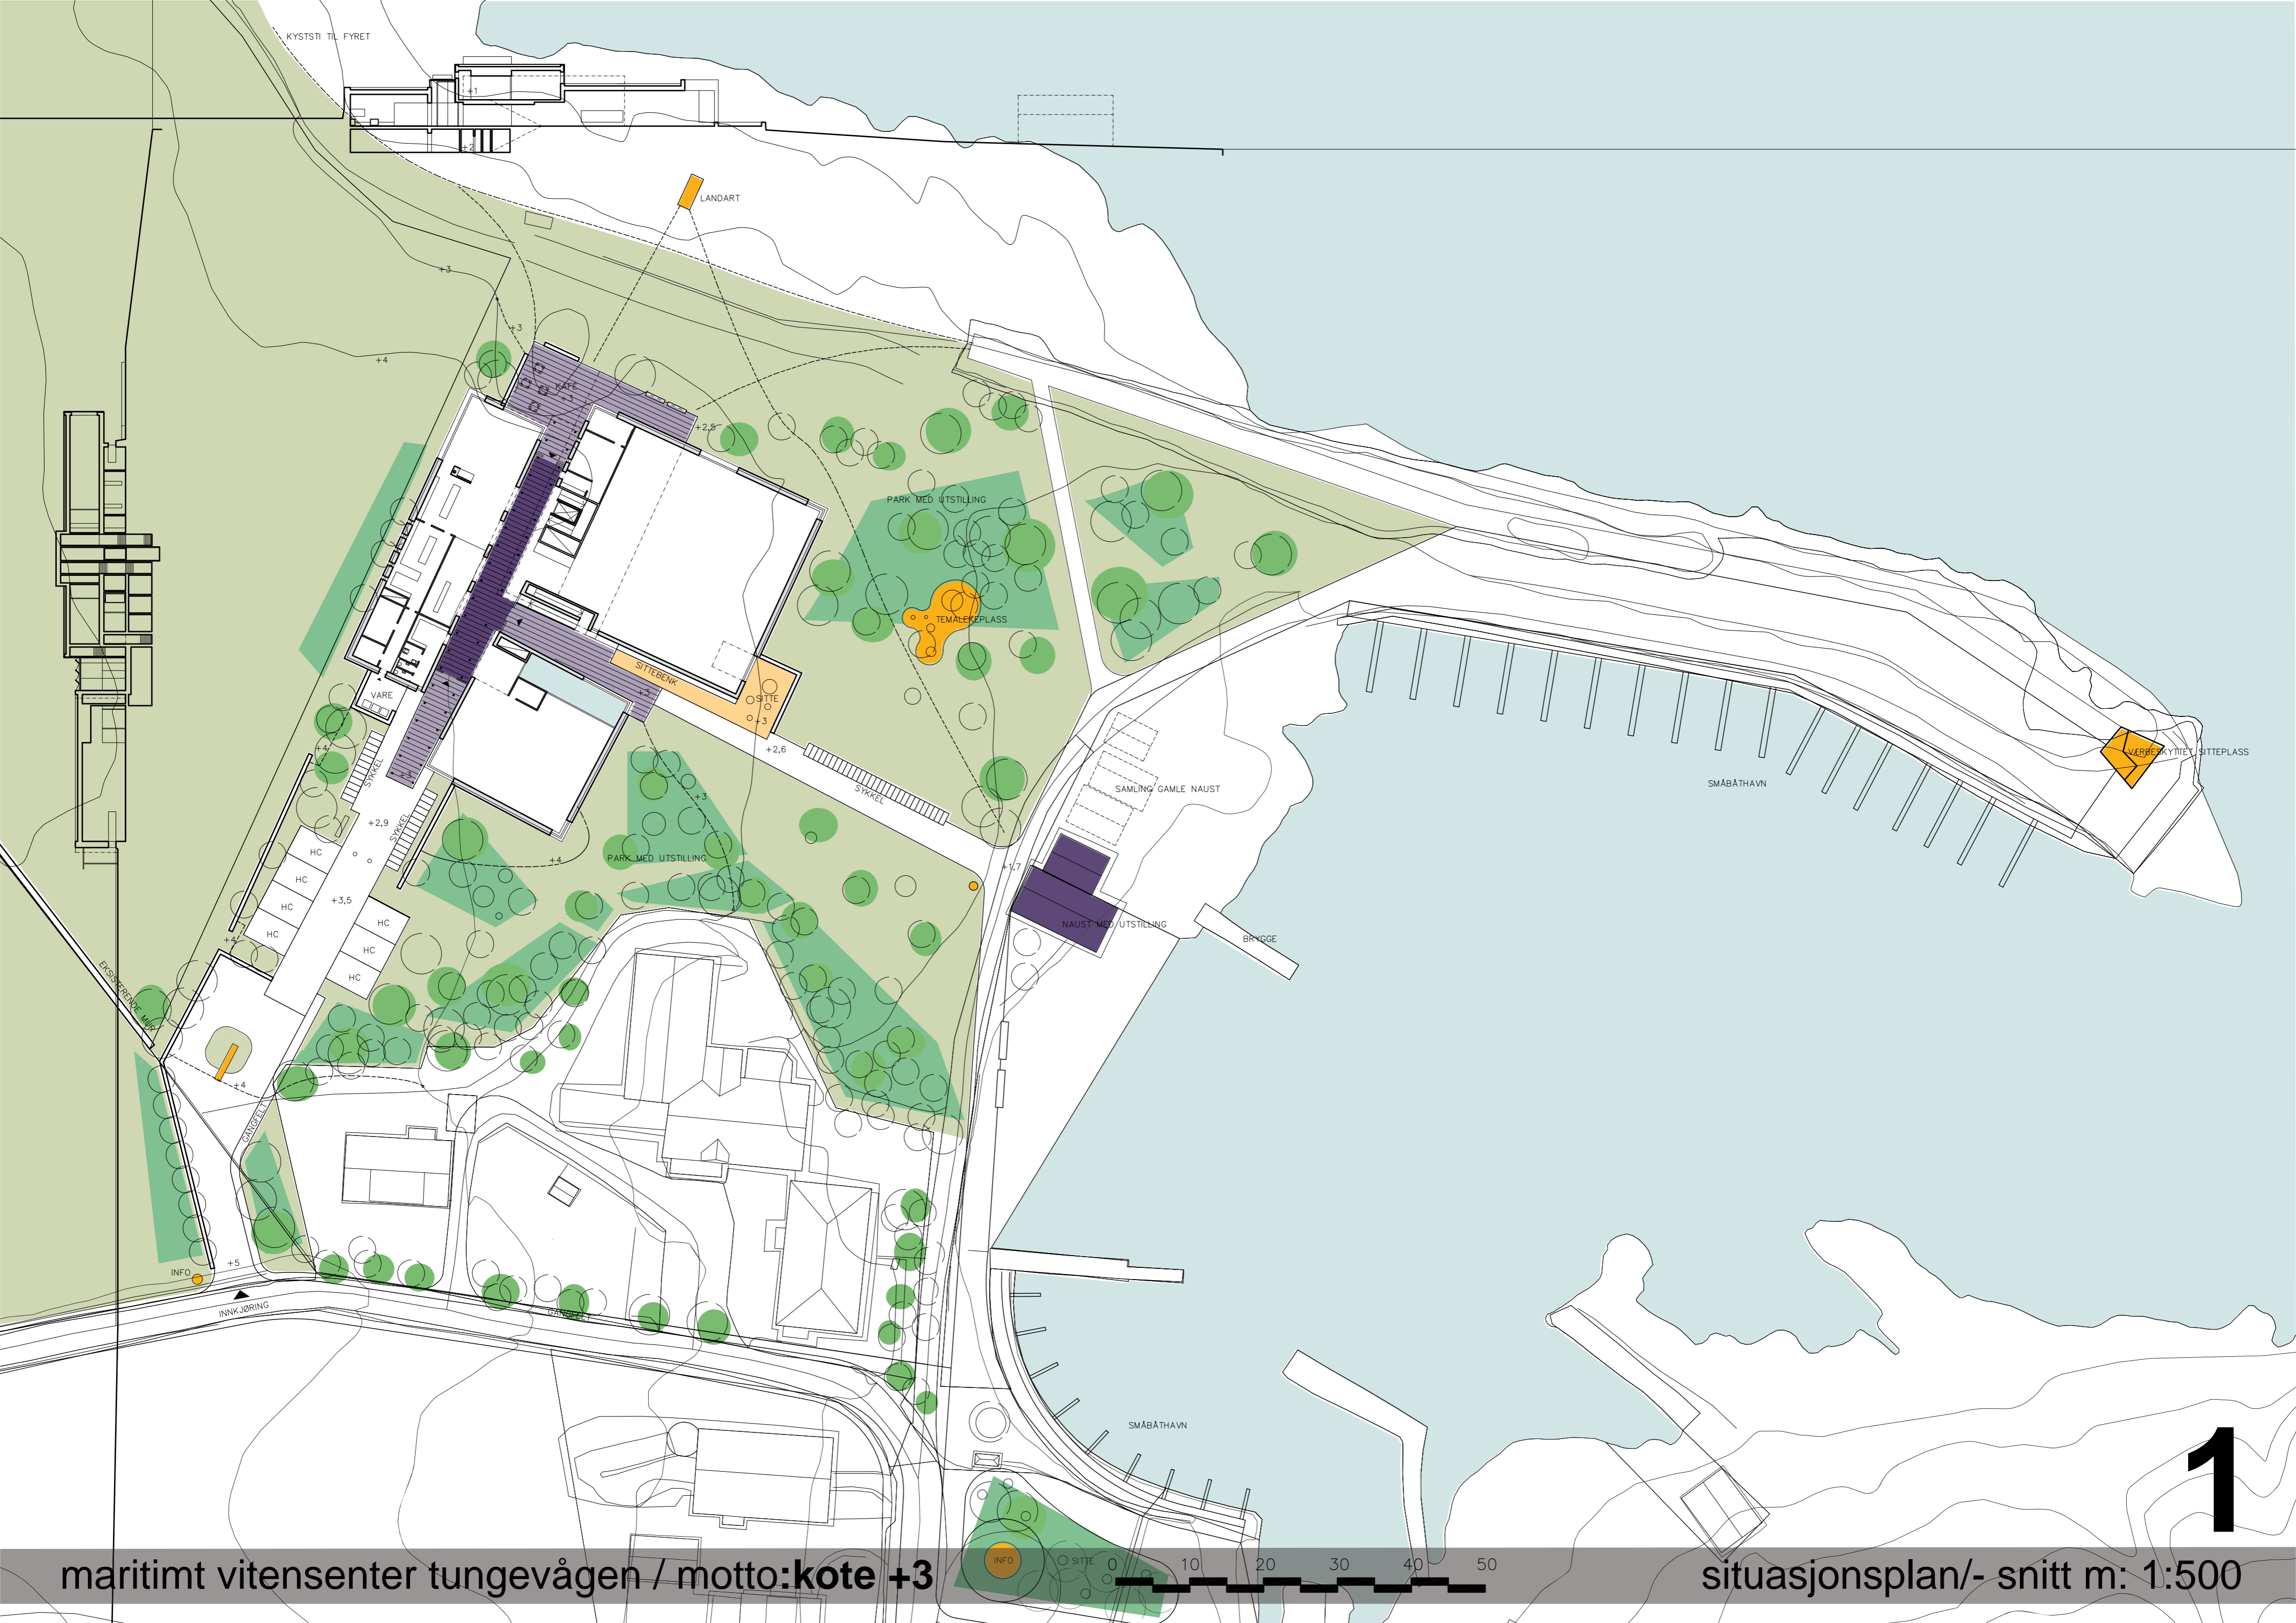 KYSTSTI TIL FYRET
+1
+2
LANDART
+3
+3
+4
KAFE
+3
+2,5
PARK MED UTSTILLING
TEMALEKEPLASS
SITTEBENK
SITTE
+3
+3
VARE
+4
SYKKEL
+3
+2,6
SYKKEL
SAMLING GAMLE NAUST
SMÅBÅTHAVN
VÆRBESKYTTET SITTEPLASS
+3
+2,9
SYKKEL
HC
HC
HC
HC
+3,5
HC
HC
HC
+4
PARK MED UTSTILLING
+1,7
NAUST MED UTSTILLING
BRYGGE
+4
EKSISTERENDE MUR
+4
GANGFELT
+5
INFO
INNKJØRING
GANGFELT
SMÅBÅTHAVN
1
maritimt vitensenter tungevågen / motto:kote +3
INFO
SITTE
0 10 20 30 40 50
situasjonsplan/- snitt m: 1:500